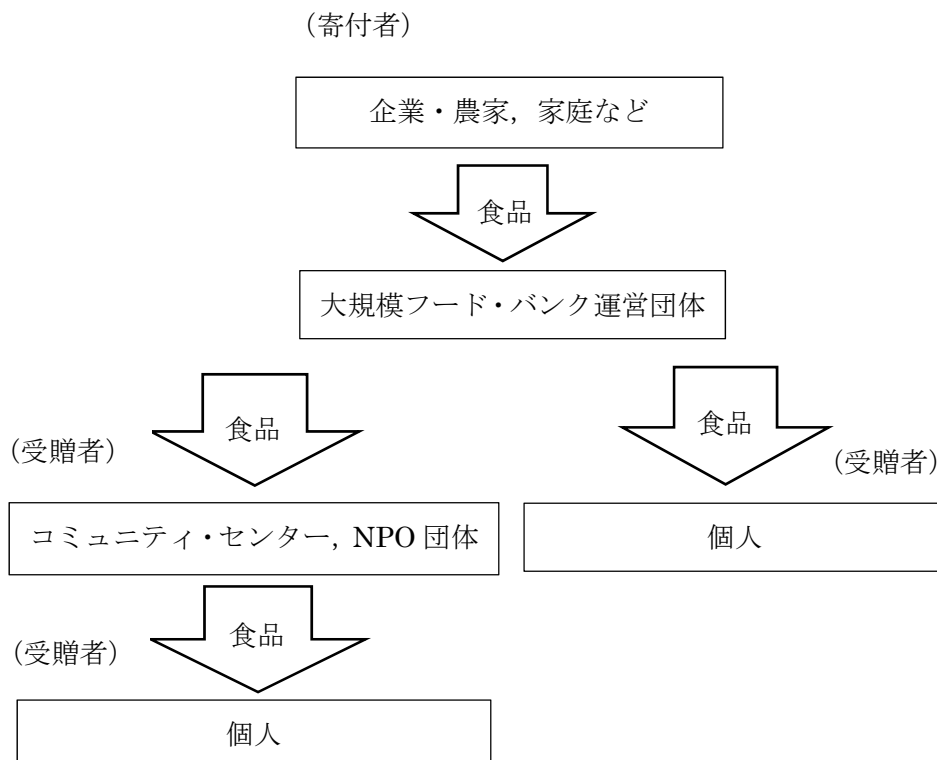 （寄付者）
企業・農家，家庭など
食品
大規模フード・バンク運営団体
食品
食品
（受贈者）
（受贈者）
コミュニティ・センター，NPO 団体
個人
食品
（受贈者）
個人